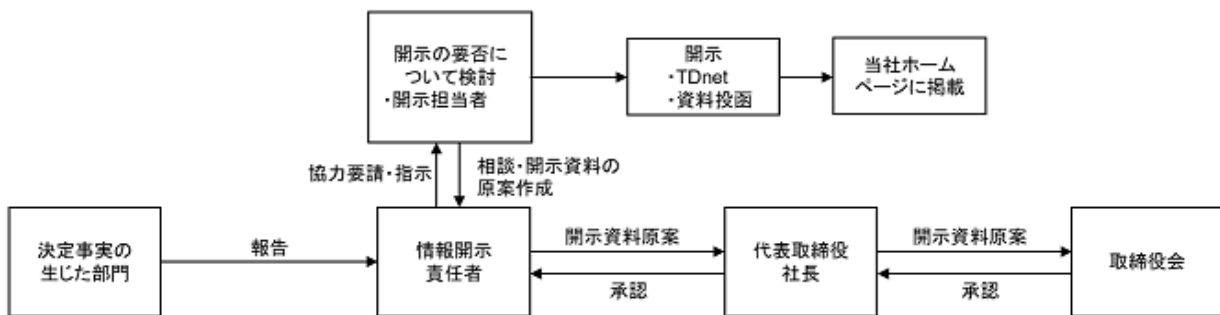 開示の要否に
ついて検討
・開示担当者
開示
・TDnet
・資料投函
当社ホーム
ページに掲載
協力要請・指示
相談・開示資料の
原案作成
決定事実の
生じた部門
報告
情報開示
責任者
開示資料原案
承認
代表取締役
社長
開示資料原案
承認
取締役会